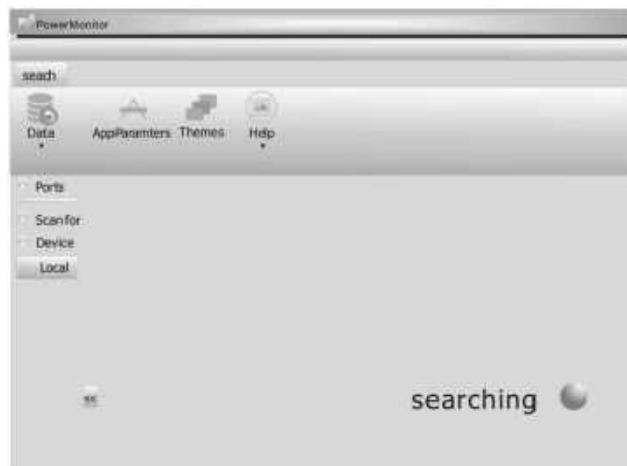 PowerMonitor
seach
Data AppParamters Themes Help
Ports
Scan for
Device
Local
searching